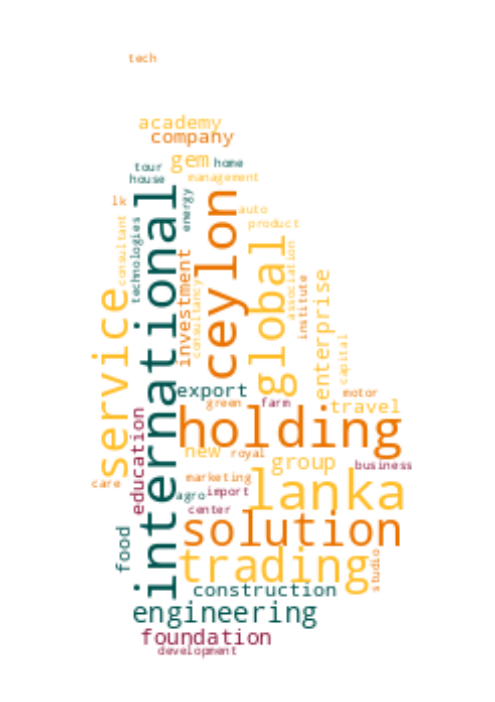 tech
academy
company
gem
home
tour
house
management
lk
consultant
technologies
international
energy
ceylon
auto
product
global
association
institute
investment
consultancy
service
enterprise
capital
export
green
farm
motor
travel
education
holding
new
royal
group
business
care
marketing
agro
import
lanka
center
solution
food
trading
studio
construction
engineering
foundation
development